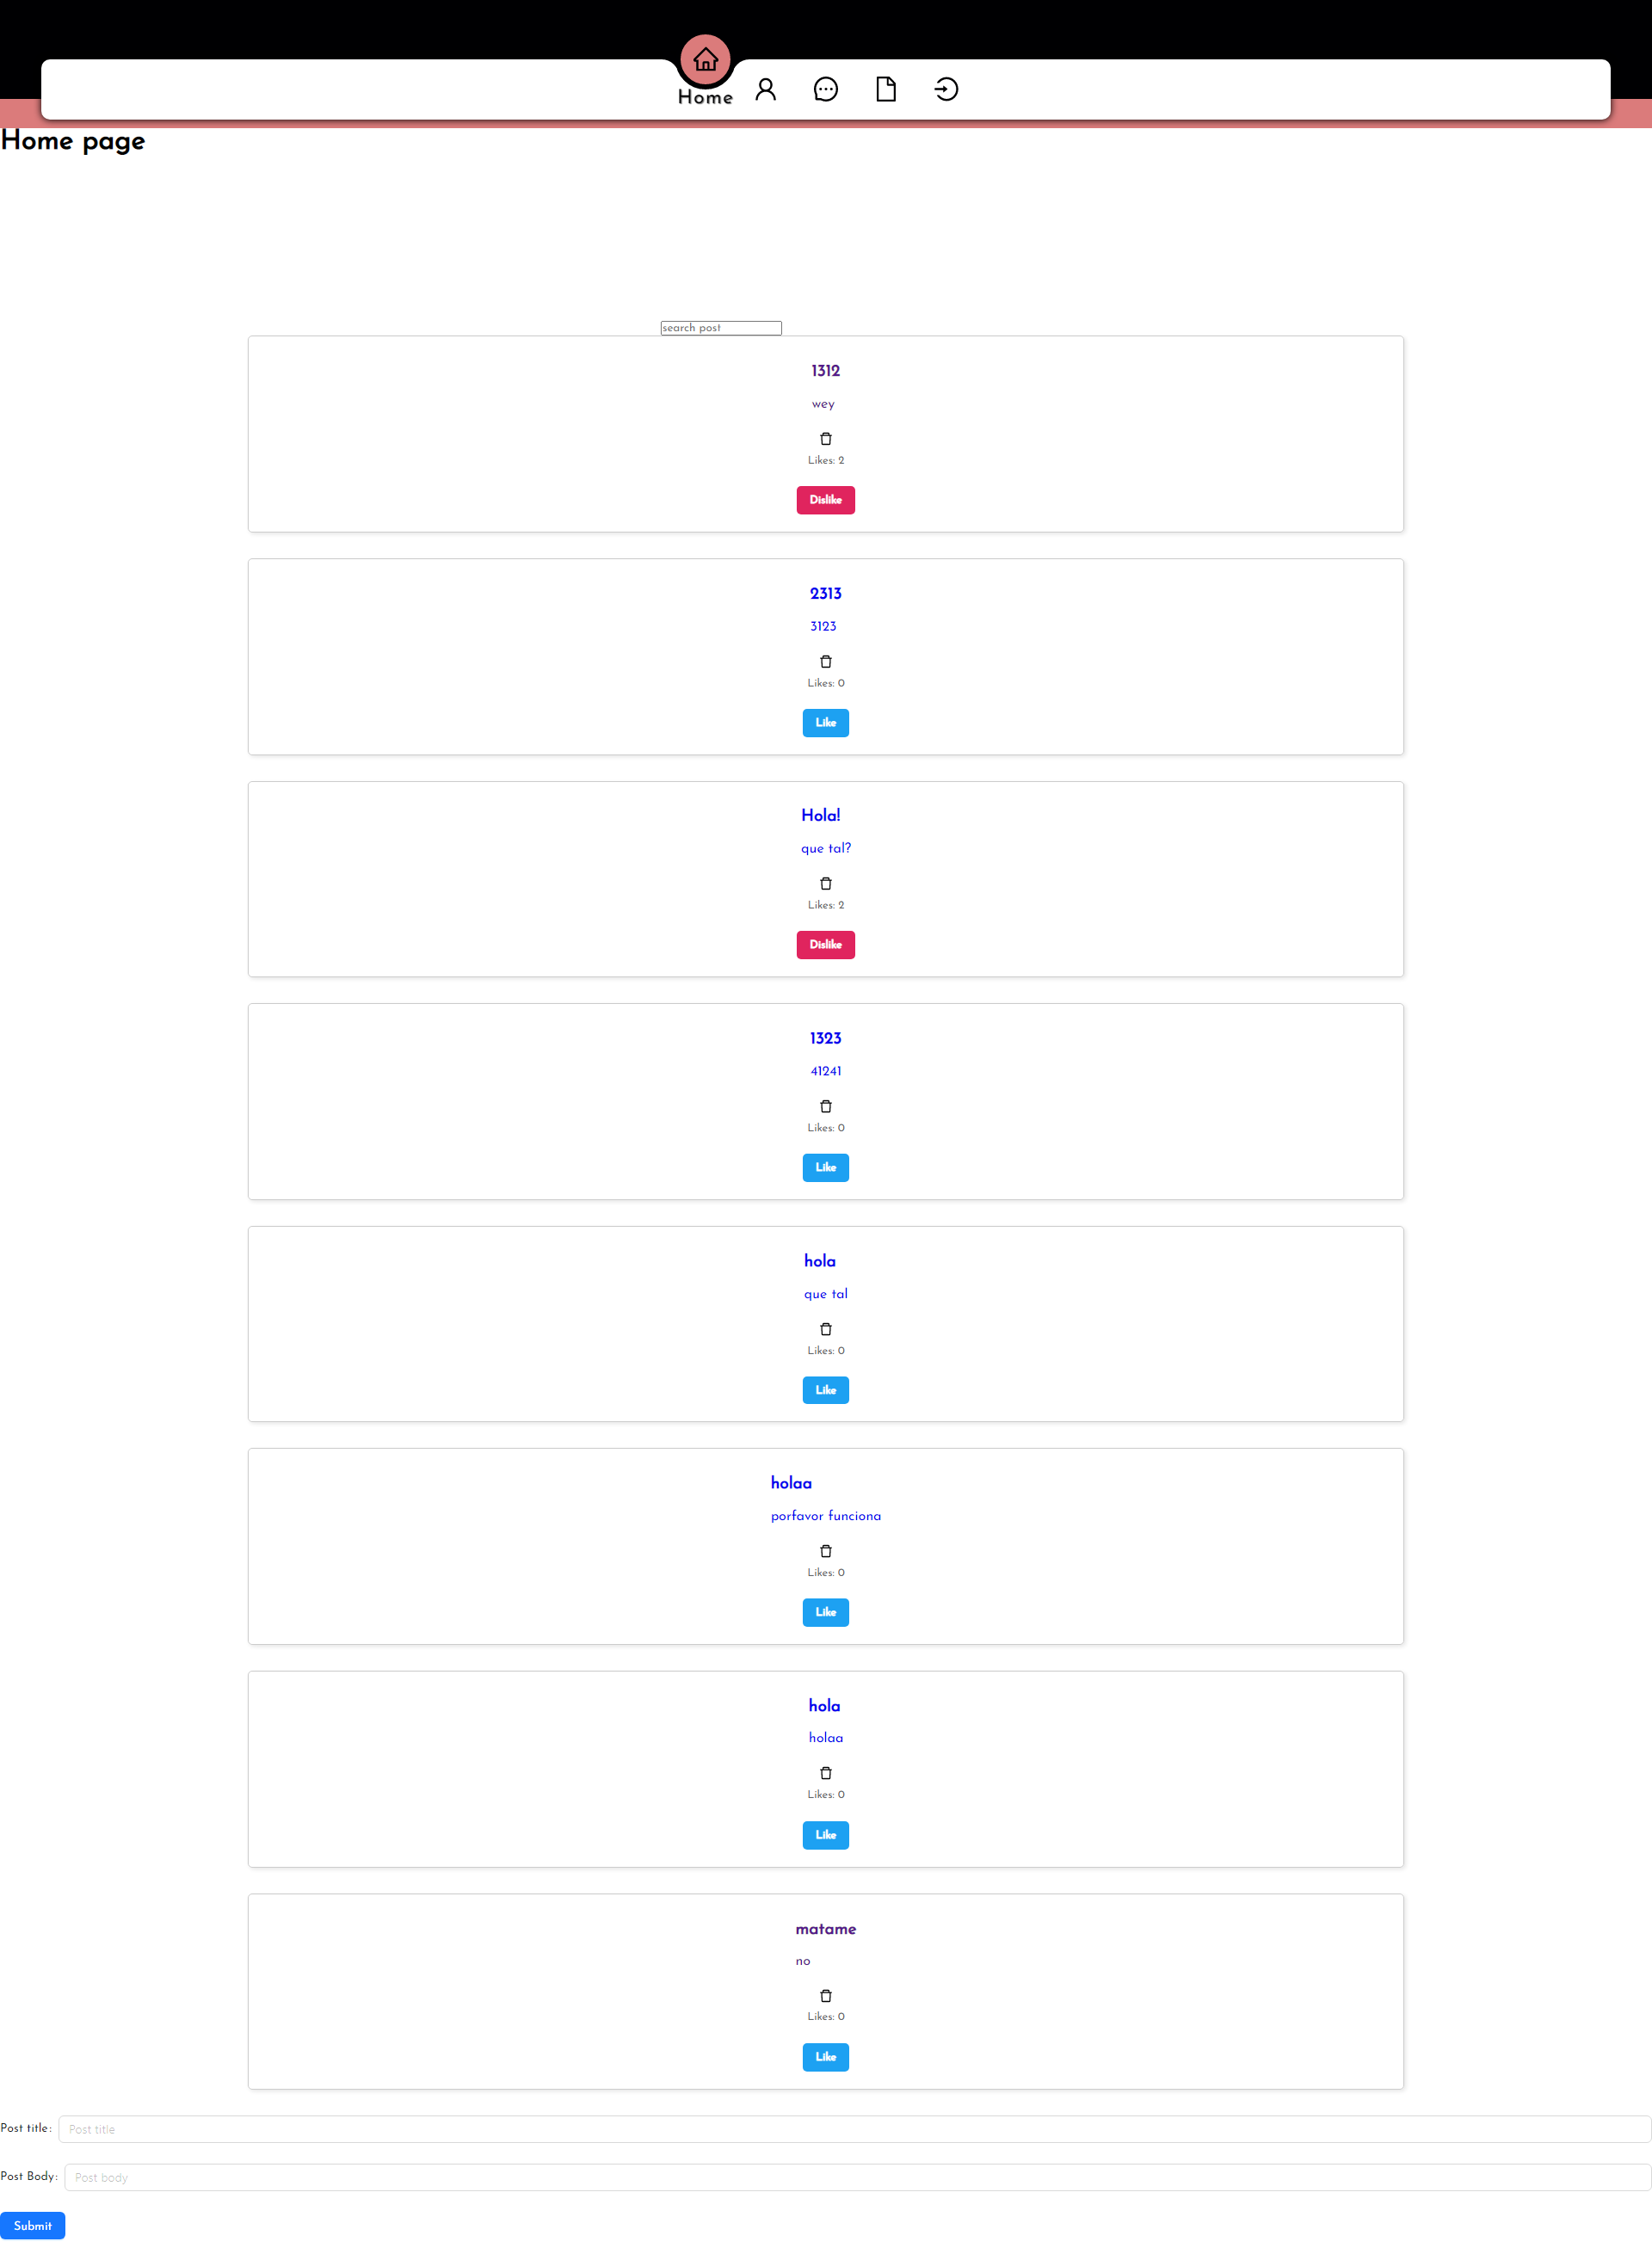 Home
Home page
search post
1312
wey
Likes: 2
Dislike
2313
3123
Likes: 0
Like
Hola!
que tal?
Likes: 2
Dislike
1323
41241
Likes: 0
Like
hola
que tal
Likes: 0
Like
holaa
porfavor funciona
Likes: 0
Like
hola
holaa
Likes: 0
Like
matame
no
Likes: 0
Like
Post title: Post title
Post Body: Post body
Submit